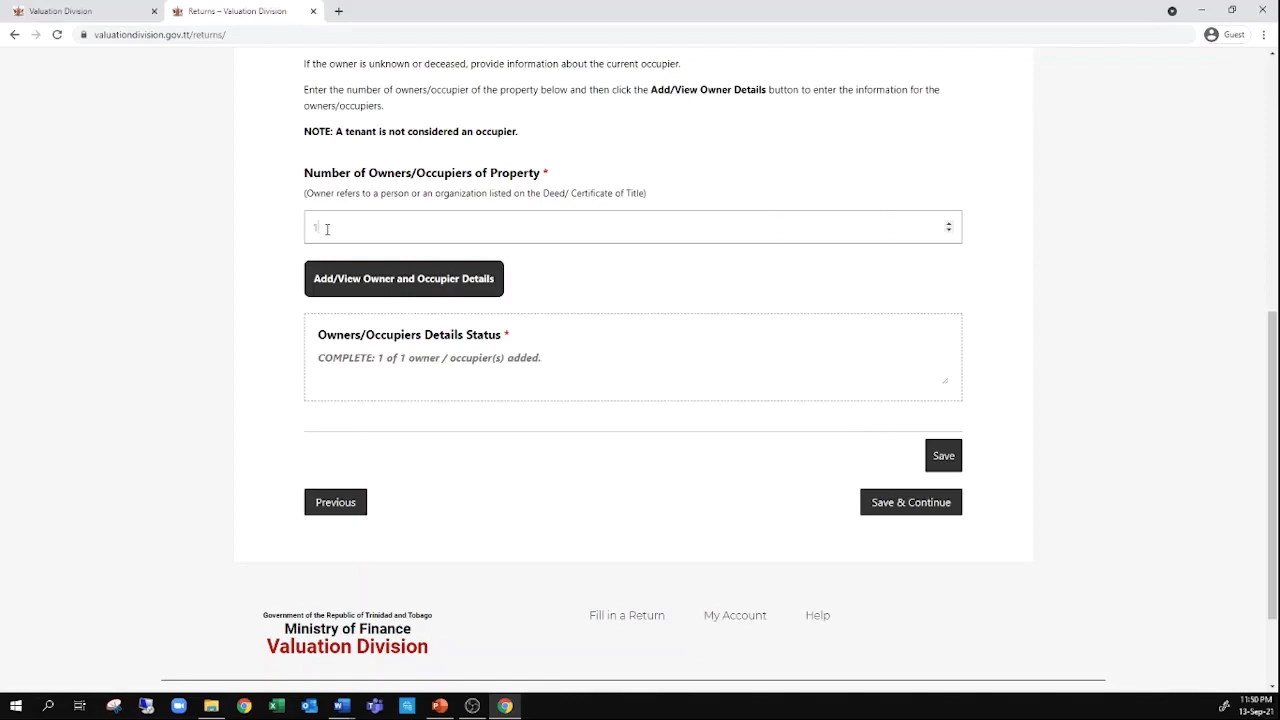 Valuation Division
Returns – Valuation Division
valuationdivision.gov.tt/returns/
Guest
If the owner is unknown or deceased, provide information about the current occupier.
Enter the number of owners/occupier of the property below and then click the Add/View Owner Details button to enter the information for the
owners/occupiers.
NOTE: A tenant is not considered an occupier.
Number of Owners/Occupiers of Property *
(Owner refers to a person or an organization listed on the Deed/ Certificate of Title)
1
Add/View Owner and Occupier Details
Owners/Occupiers Details Status *
COMPLETE: 1 of 1 owner / occupier(s) added.
Save
Previous
Save & Continue
Government of the Republic of Trinidad and Tobago
Ministry of Finance
Valuation Division
Fill in a Return
My Account
Help
11:50 PM
13-Sep-21